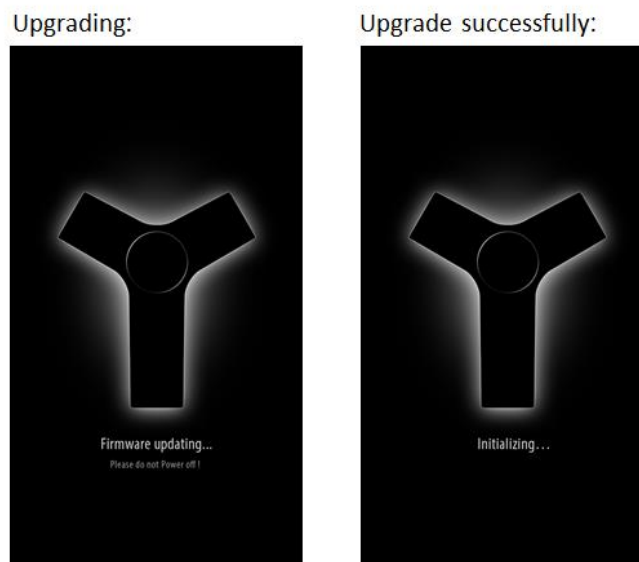 Upgrading:
Upgrade successfully:
Firmware updating...
Please do not Power off !
Initializing...